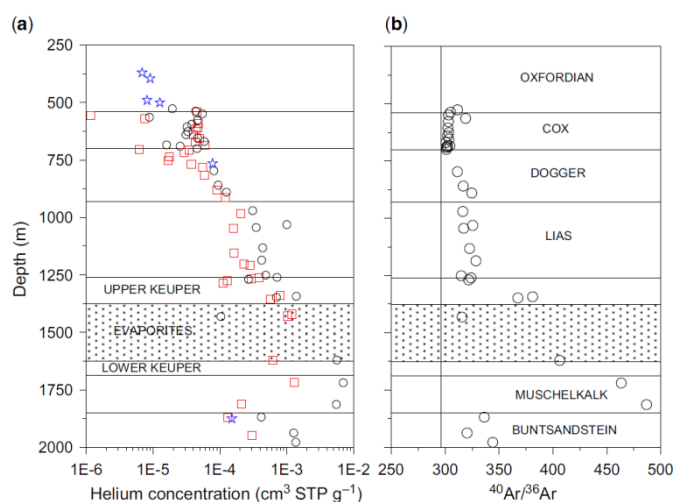 (a)
(b)
250
500
750
1000
1250
1500
1750
2000
Depth (m)
UPPER KEUPER
EVAPORITES
LOWER KEUPER
1E-6
1E-5
1E-4
1E-3
1E-2
Helium concentration (cm³ STP g⁻¹)
OXFORDIAN
COX
DOGGER
LIAS
MUSCHELKALK
BUNTSANDSTEIN
250
300
350
400
450
500
⁴⁰Ar/³⁶Ar